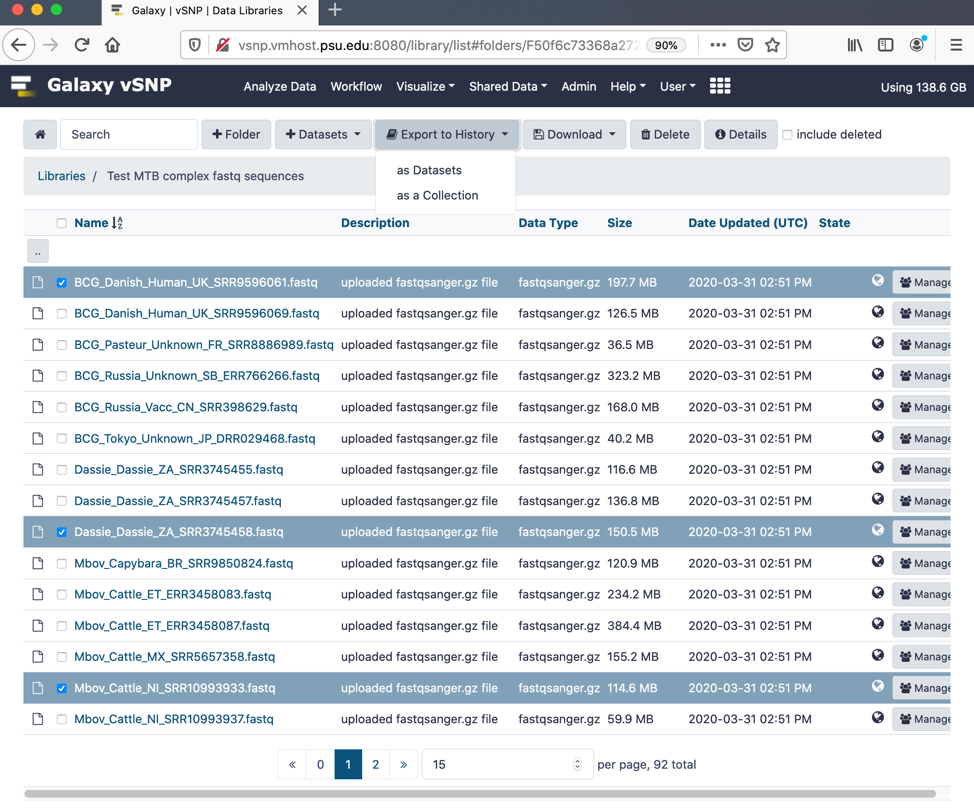 Galaxy | vSNP | Data Libraries
vsnp.vmhost.psu.edu:8080/library/list#folders/F50f6c73368a272 90%
Galaxy vSNP Analyze Data Workflow Visualize Shared Data Admin Help User Using 138.6 GB
Search + Folder + Datasets Export to History Download Delete Details include deleted
as Datasets
Libraries / Test MTB complex fastq sequences
as a Collection
Name Description Data Type Size Date Updated (UTC) State
..
BCG_Danish_Human_UK_SRR9596061.fastq uploaded fastqsanger.gz file fastqsanger.gz 197.7 MB 2020-03-31 02:51 PM Manage
BCG_Danish_Human_UK_SRR9596069.fastq uploaded fastqsanger.gz file fastqsanger.gz 126.5 MB 2020-03-31 02:51 PM Manage
BCG_Pasteur_Unknown_FR_SRR8886989.fastq uploaded fastqsanger.gz file fastqsanger.gz 36.5 MB 2020-03-31 02:51 PM Manage
BCG_Russia_Unknown_SB_ERR766266.fastq uploaded fastqsanger.gz file fastqsanger.gz 323.2 MB 2020-03-31 02:51 PM Manage
BCG_Russia_Vacc_CN_SRR398629.fastq uploaded fastqsanger.gz file fastqsanger.gz 168.0 MB 2020-03-31 02:51 PM Manage
BCG_Tokyo_Unknown_JP_DRR029468.fastq uploaded fastqsanger.gz file fastqsanger.gz 40.2 MB 2020-03-31 02:51 PM Manage
Dassie_Dassie_ZA_SRR3745455.fastq uploaded fastqsanger.gz file fastqsanger.gz 116.6 MB 2020-03-31 02:51 PM Manage
Dassie_Dassie_ZA_SRR3745457.fastq uploaded fastqsanger.gz file fastqsanger.gz 136.8 MB 2020-03-31 02:51 PM Manage
Dassie_Dassie_ZA_SRR3745458.fastq uploaded fastqsanger.gz file fastqsanger.gz 150.5 MB 2020-03-31 02:51 PM Manage
Mbov_Capybara_BR_SRR9850824.fastq uploaded fastqsanger.gz file fastqsanger.gz 120.9 MB 2020-03-31 02:51 PM Manage
Mbov_Cattle_ET_ERR3458083.fastq uploaded fastqsanger.gz file fastqsanger.gz 234.2 MB 2020-03-31 02:51 PM Manage
Mbov_Cattle_ET_ERR3458087.fastq uploaded fastqsanger.gz file fastqsanger.gz 384.4 MB 2020-03-31 02:51 PM Manage
Mbov_Cattle_MX_SRR5657358.fastq uploaded fastqsanger.gz file fastqsanger.gz 155.2 MB 2020-03-31 02:51 PM Manage
Mbov_Cattle_NI_SRR10993933.fastq uploaded fastqsanger.gz file fastqsanger.gz 114.6 MB 2020-03-31 02:51 PM Manage
Mbov_Cattle_NI_SRR10993937.fastq uploaded fastqsanger.gz file fastqsanger.gz 59.9 MB 2020-03-31 02:51 PM Manage
« 0 1 2 » 15 per page, 92 total